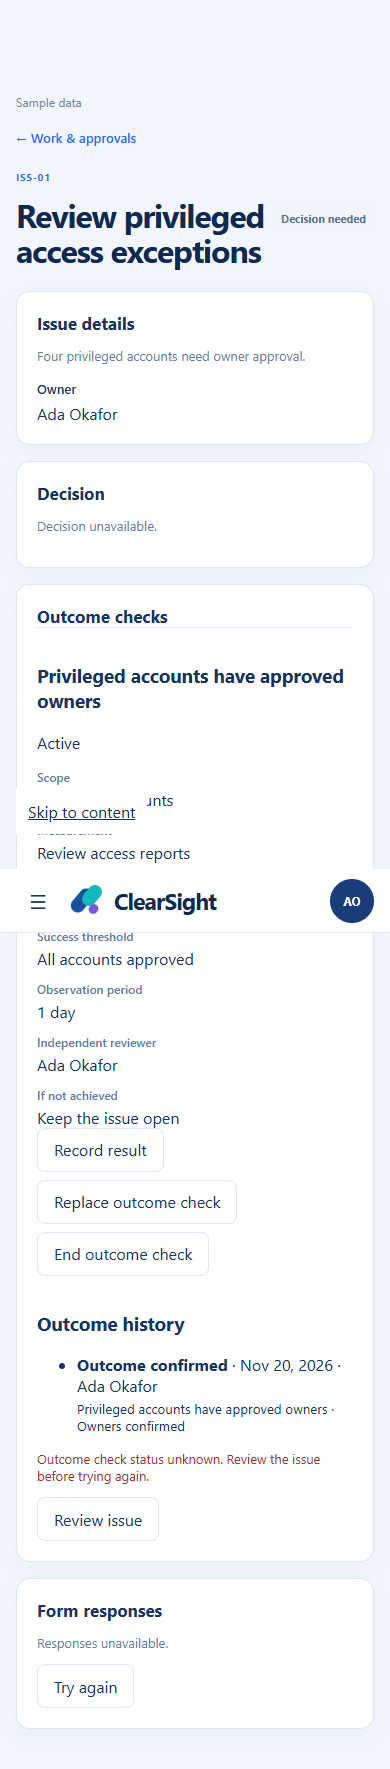 Sample data
← Work & approvals
ISS-01
Review privileged
access exceptions
Decision needed
Issue details
Four privileged accounts need owner approval.
Owner
Ada Okafor
Decision
Decision unavailable.
Outcome checks
Privileged accounts have approved
owners
Active
Scope
Skip to content
Review access reports
☰
ClearSight
AO
Success threshold
All accounts approved
Observation period
1 day
Independent reviewer
Ada Okafor
If not achieved
Keep the issue open
Record result
Replace outcome check
End outcome check
Outcome history
• Outcome confirmed · Nov 20, 2026 ·
Ada Okafor
Privileged accounts have approved owners ·
Owners confirmed
Outcome check status unknown. Review the issue
before trying again.
Review issue
Form responses
Responses unavailable.
Try again